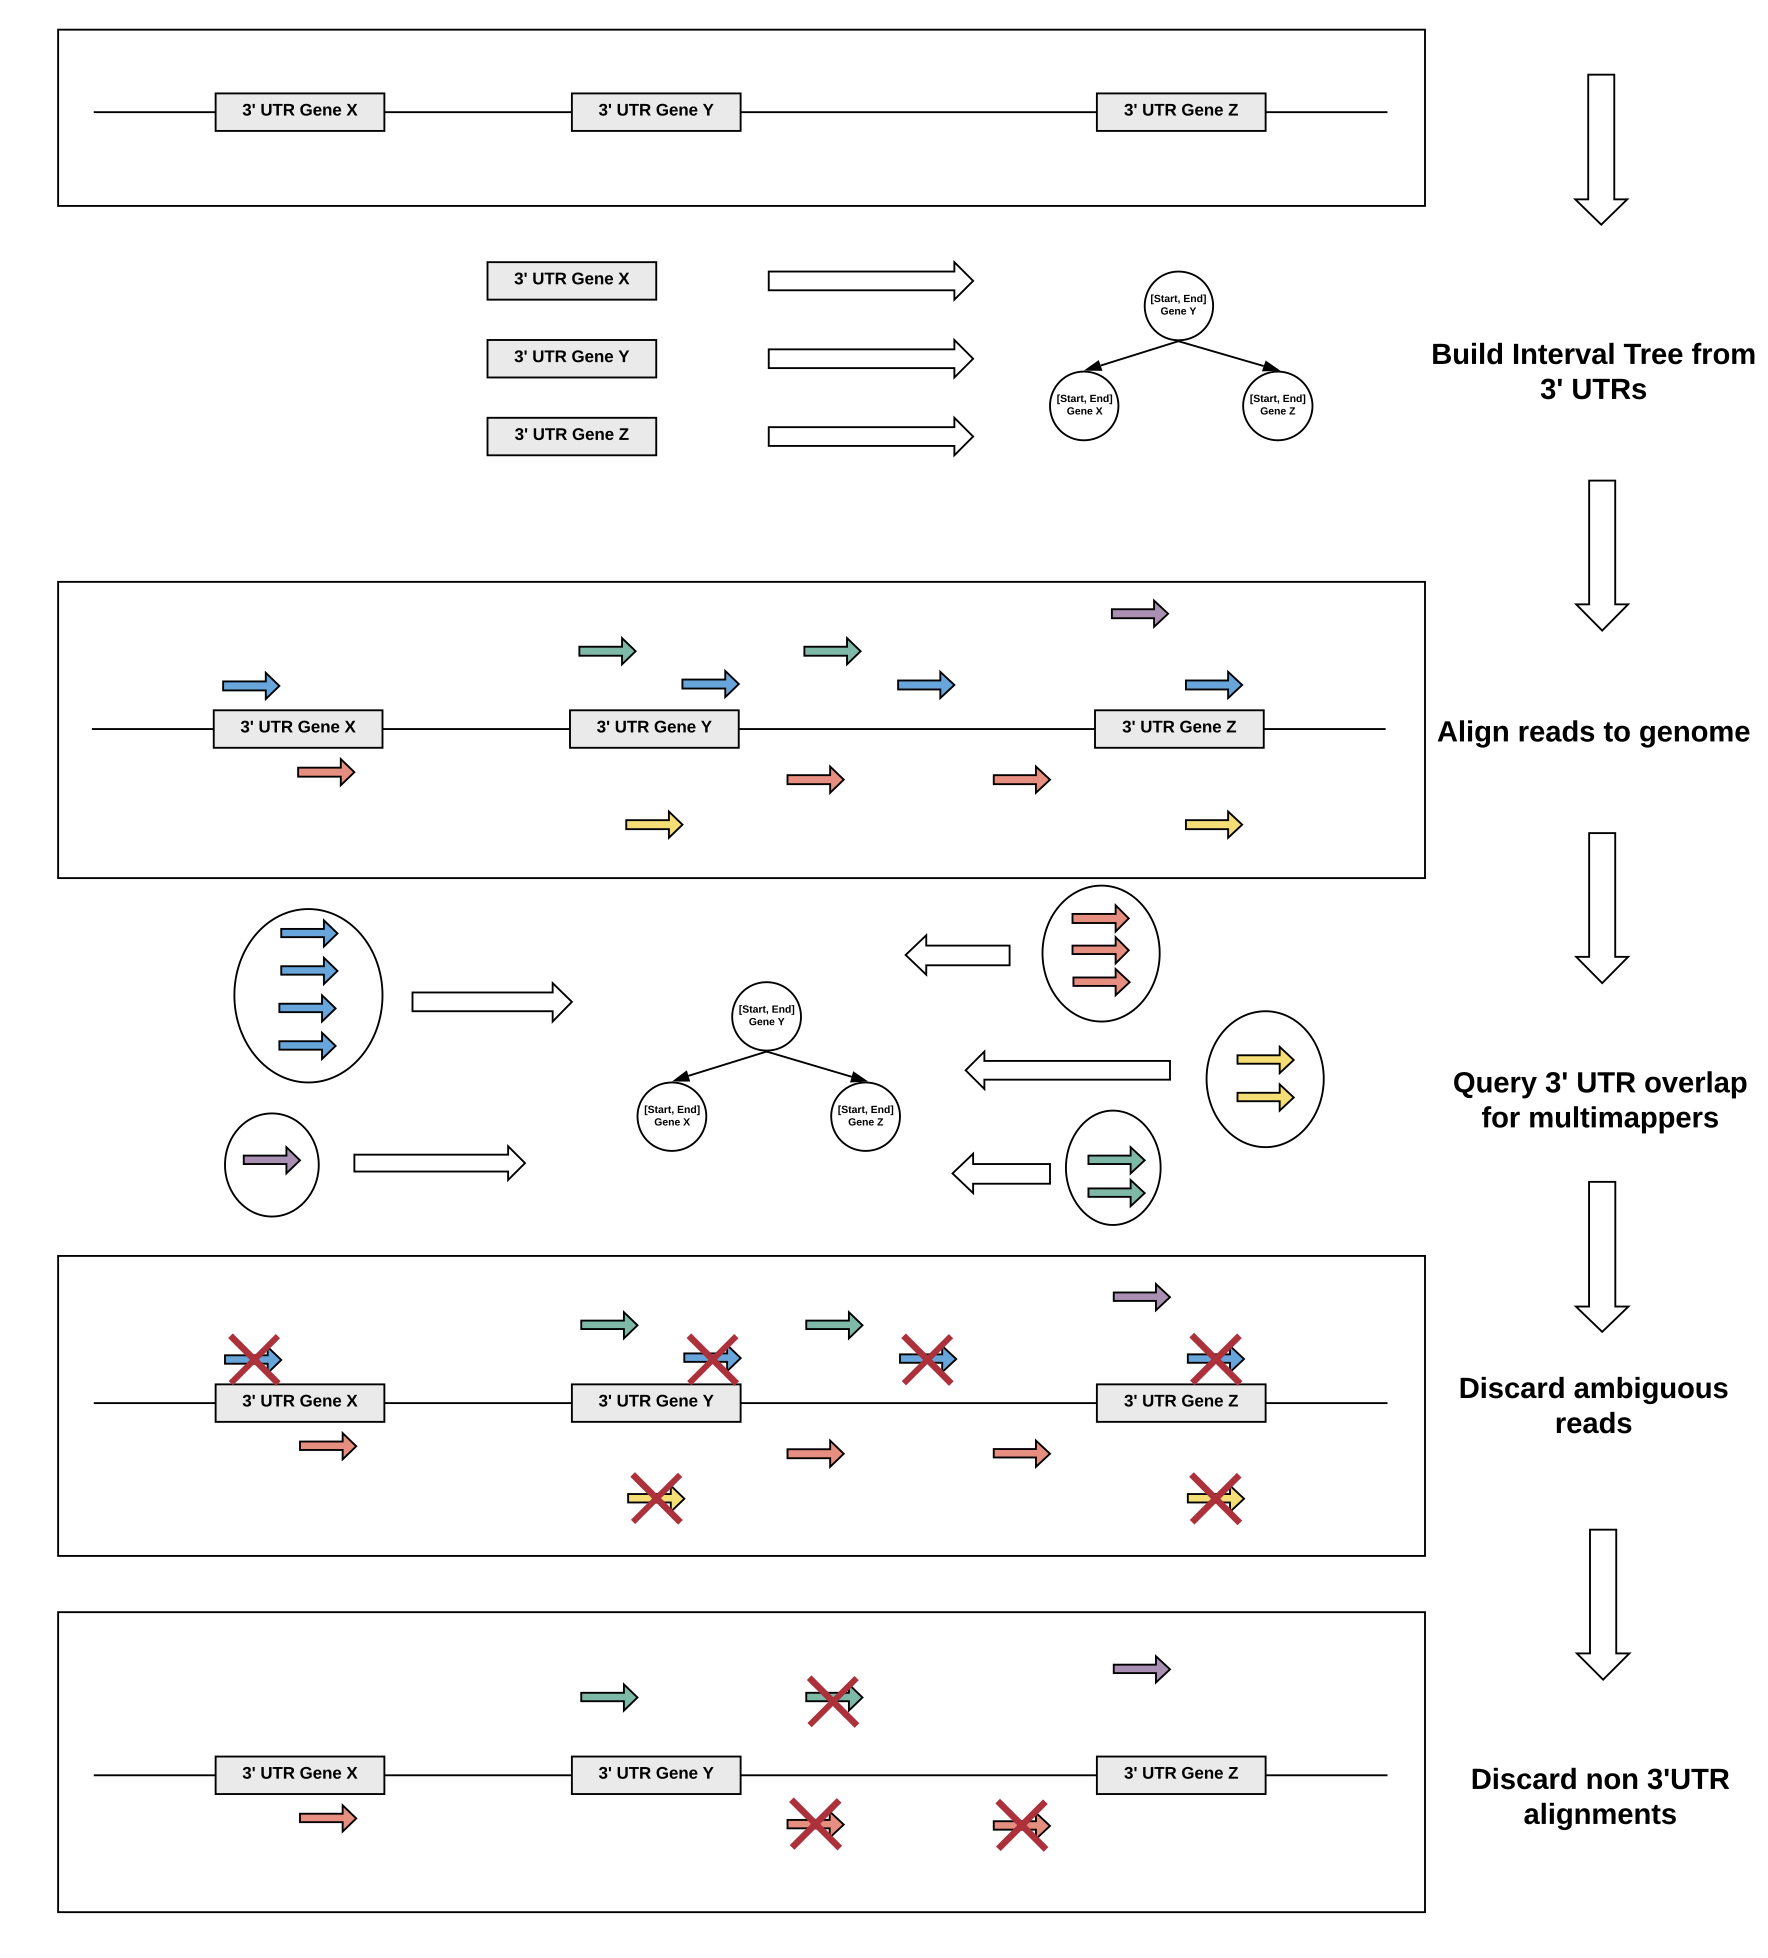 3' UTR Gene X
3' UTR Gene Y
3' UTR Gene Z
3' UTR Gene X
3' UTR Gene Y
3' UTR Gene Z
[Start, End]
Gene Y
[Start, End]
Gene X
[Start, End]
Gene Z
Build Interval Tree from
3' UTRs
3' UTR Gene X
3' UTR Gene Y
3' UTR Gene Z
Align reads to genome
[Start, End]
Gene Y
[Start, End]
Gene X
[Start, End]
Gene Z
Query 3' UTR overlap
for multimappers
3' UTR Gene X
3' UTR Gene Y
3' UTR Gene Z
Discard ambiguous
reads
3' UTR Gene X
3' UTR Gene Y
3' UTR Gene Z
Discard non 3'UTR
alignments